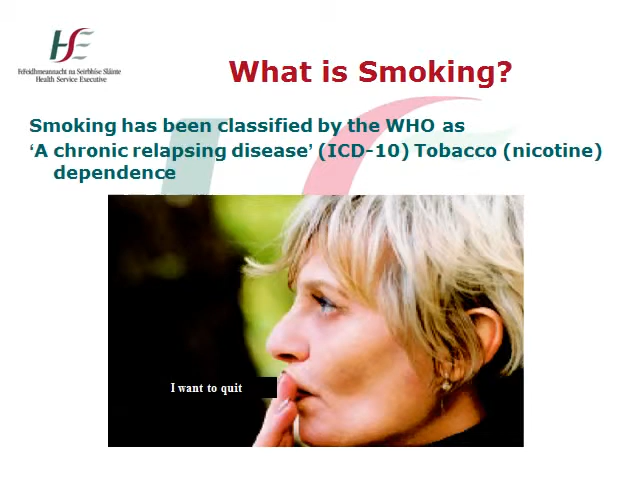 HSE
Feidhmeannacht na Seirbhíse Sláinte
Health Service Executive
What is Smoking?
Smoking has been classified by the WHO as
‘A chronic relapsing disease’ (ICD-10) Tobacco (nicotine)
dependence
I want to quit